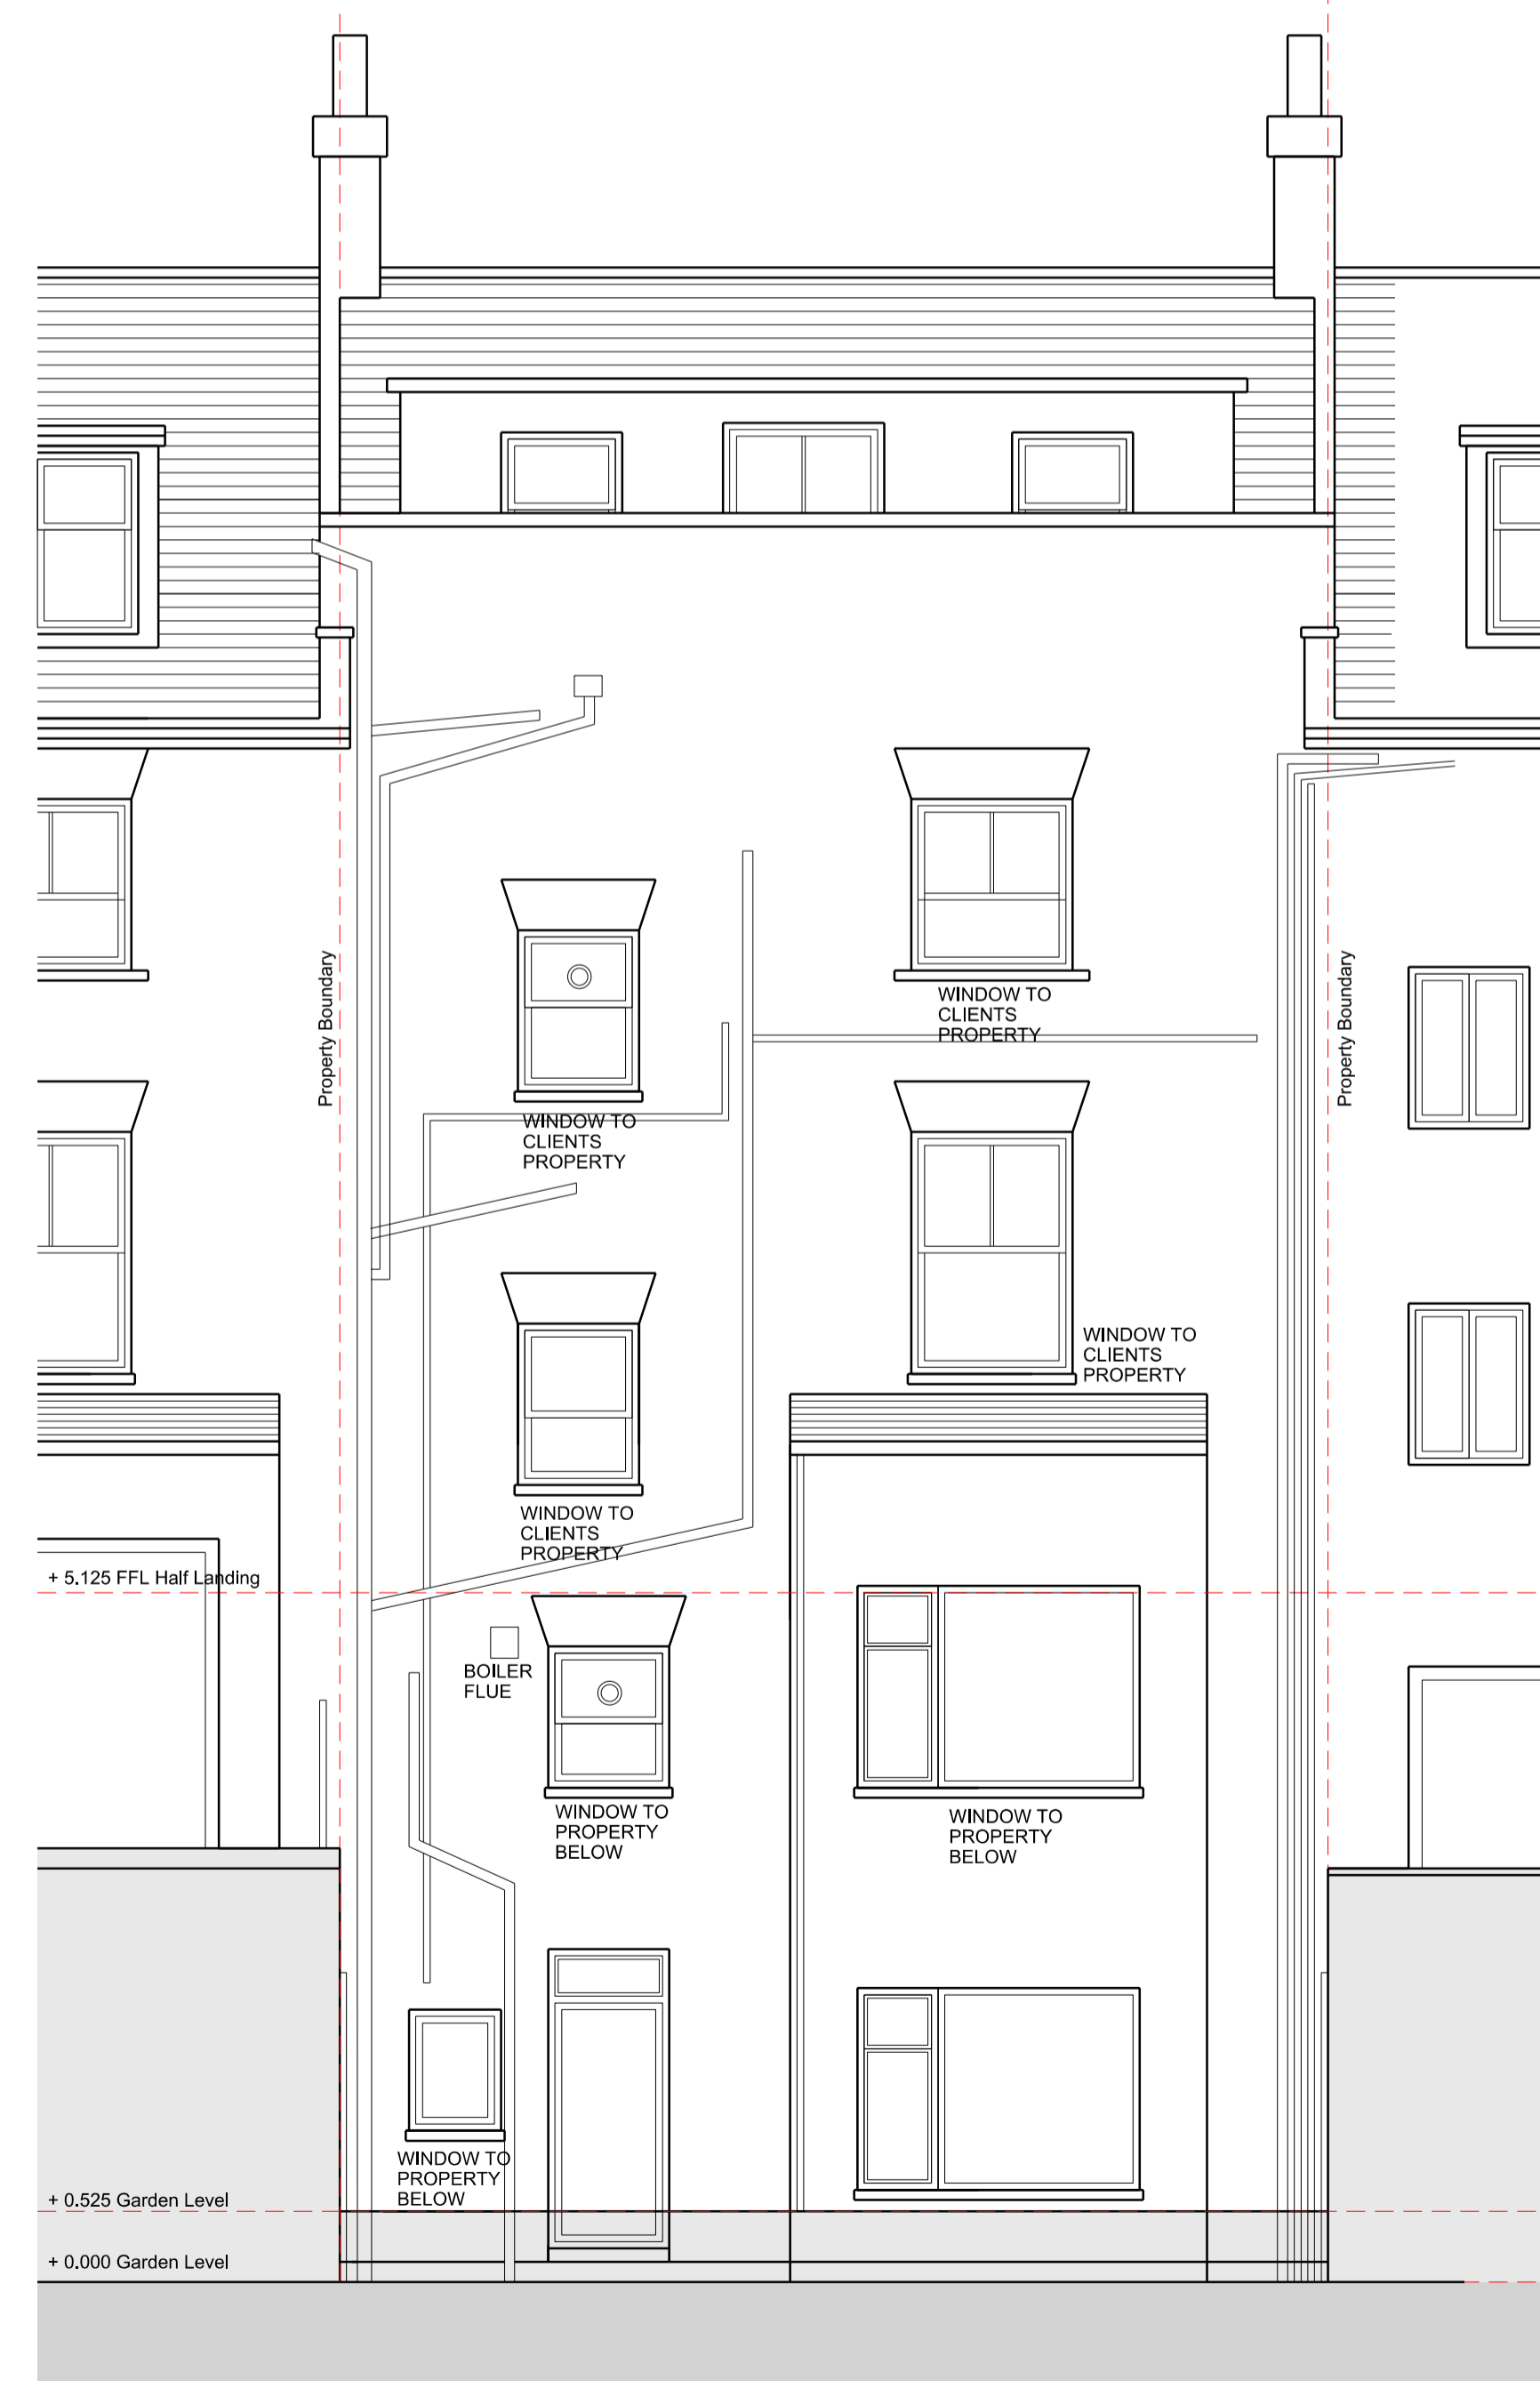 Property Boundary
Property Boundary
WINDOW TO
CLIENTS
PROPERTY
WINDOW TO
CLIENTS
PROPERTY
WINDOW TO
CLIENTS
PROPERTY
WINDOW TO
CLIENTS
PROPERTY
+ 5.125 FFL Half Landing
BOILER
FLUE
WINDOW TO
PROPERTY
BELOW
WINDOW TO
PROPERTY
BELOW
WINDOW TO
PROPERTY
BELOW
+ 0.525 Garden Level
+ 0.000 Garden Level